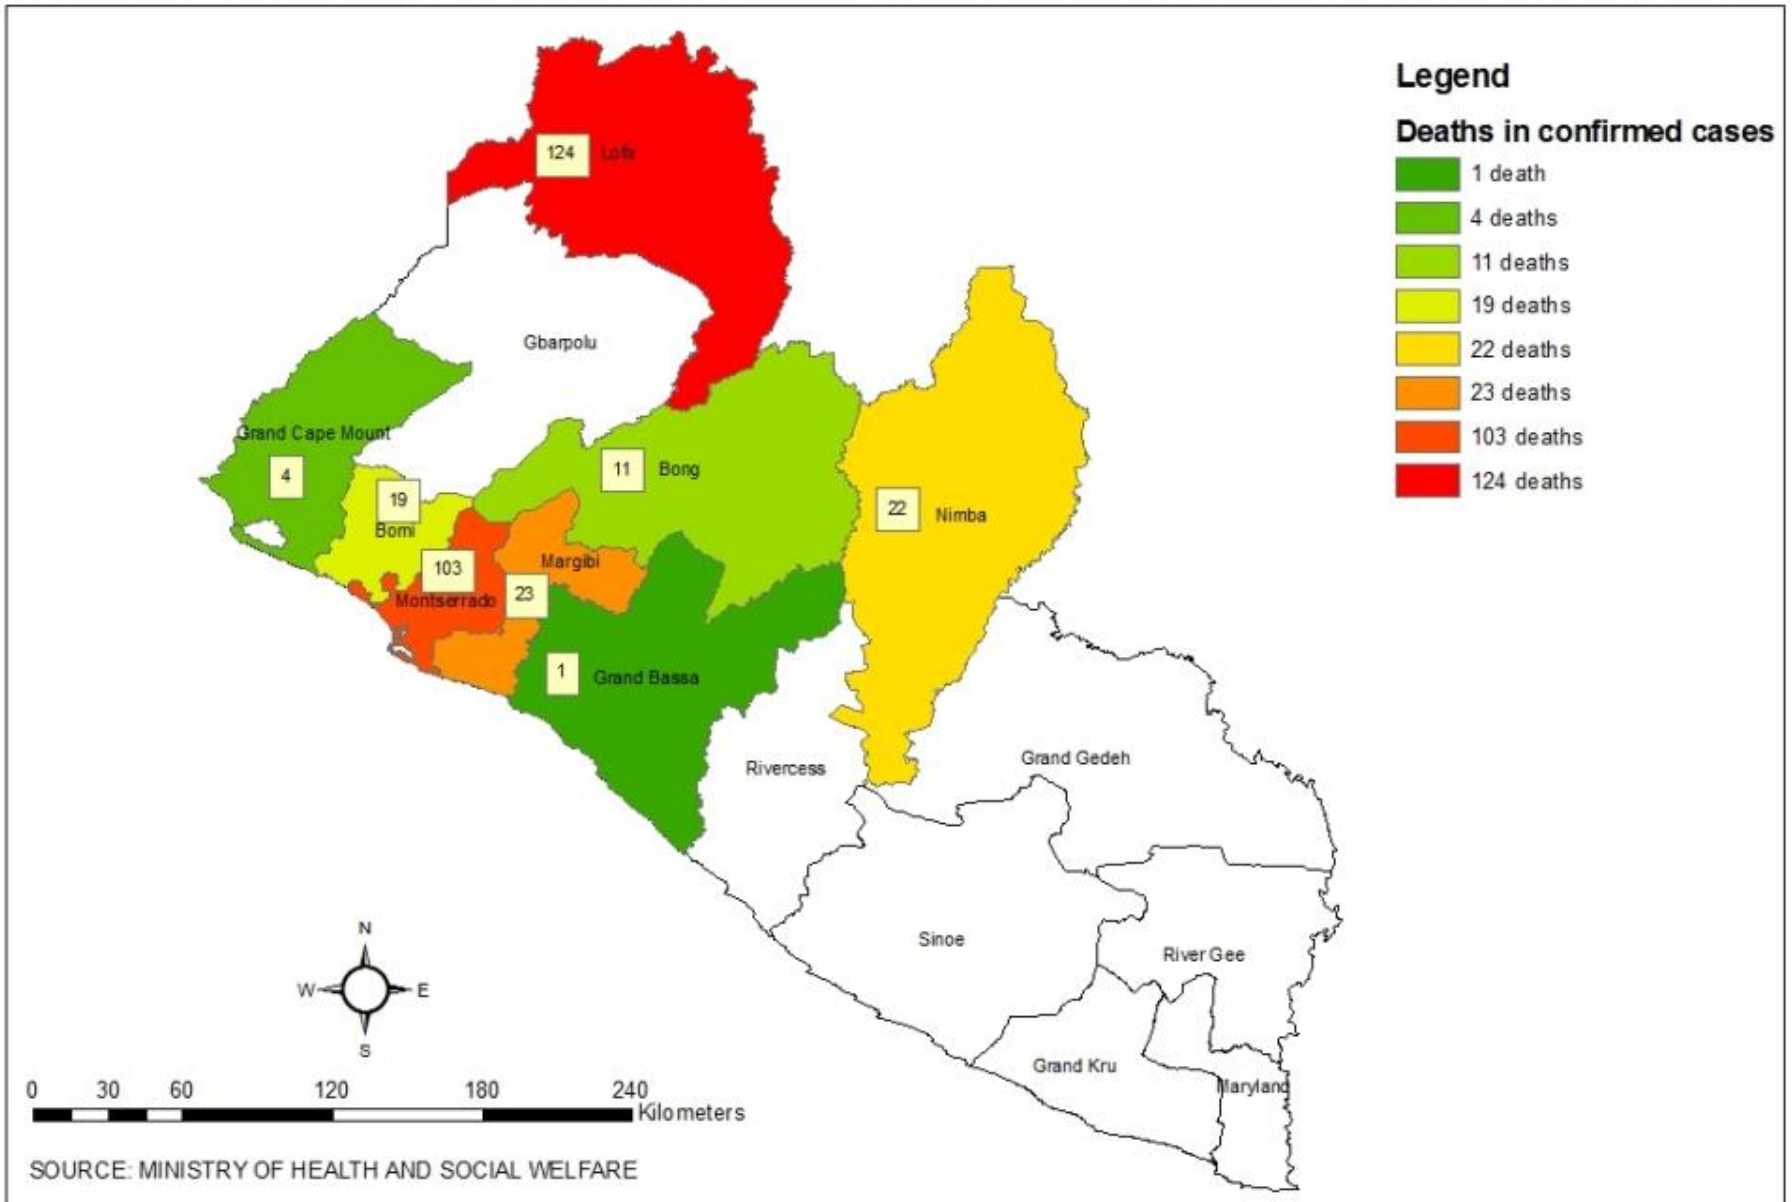 Legend
Deaths in confirmed cases
1 death
4 deaths
11 deaths
19 deaths
22 deaths
23 deaths
103 deaths
124 deaths
124 Lofa
Gbarpolu
Grand Cape Mount
4
19
Bomi
11 Bong
22 Nimba
103
Montserrado
Margibi
23
1 Grand Bassa
Rivercess
Grand Gedeh
Sinoe
River Gee
Grand Kru
Maryland
N
W E
S
0 30 60 120 180 240
Kilometers
SOURCE: MINISTRY OF HEALTH AND SOCIAL WELFARE